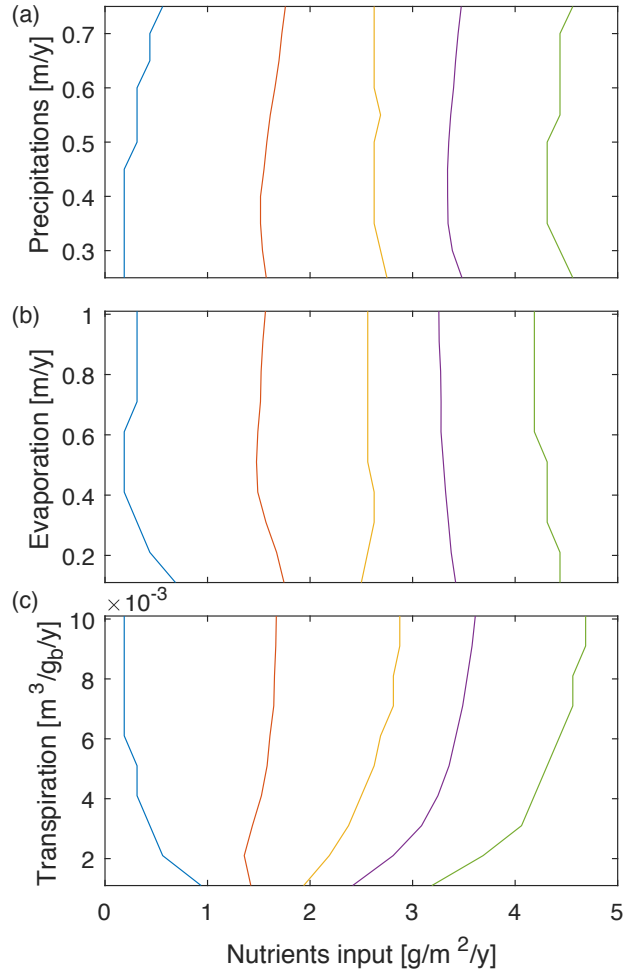 (a)
Precipitations [m/y]
0.7
0.6
0.5
0.4
0.3
(b)
Evaporation [m/y]
1
0.8
0.6
0.4
0.2
(c)
× 10⁻³
Transpiration [m³/g_b/y]
10
8
6
4
2
0 1 2 3 4 5
Nutrients input [g/m²/y]